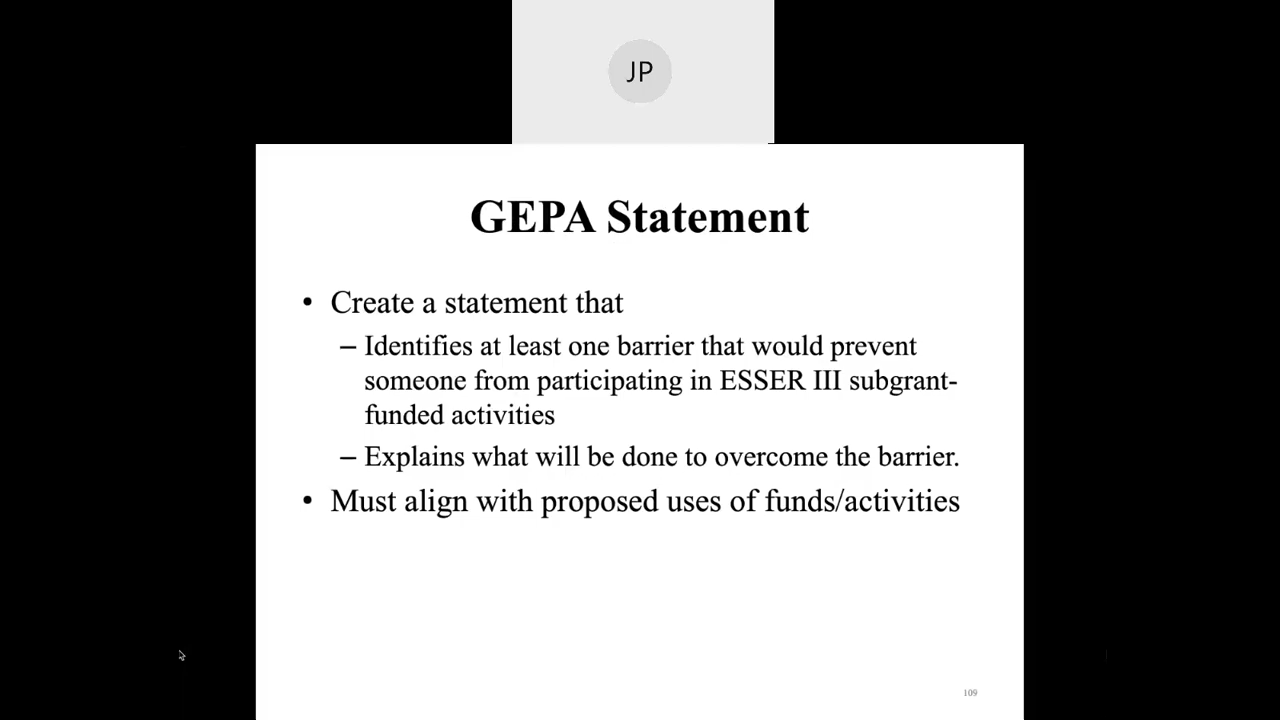 JP
GEPA Statement
• Create a statement that
– Identifies at least one barrier that would prevent
someone from participating in ESSER III subgrant-
funded activities
– Explains what will be done to overcome the barrier.
• Must align with proposed uses of funds/activities
109